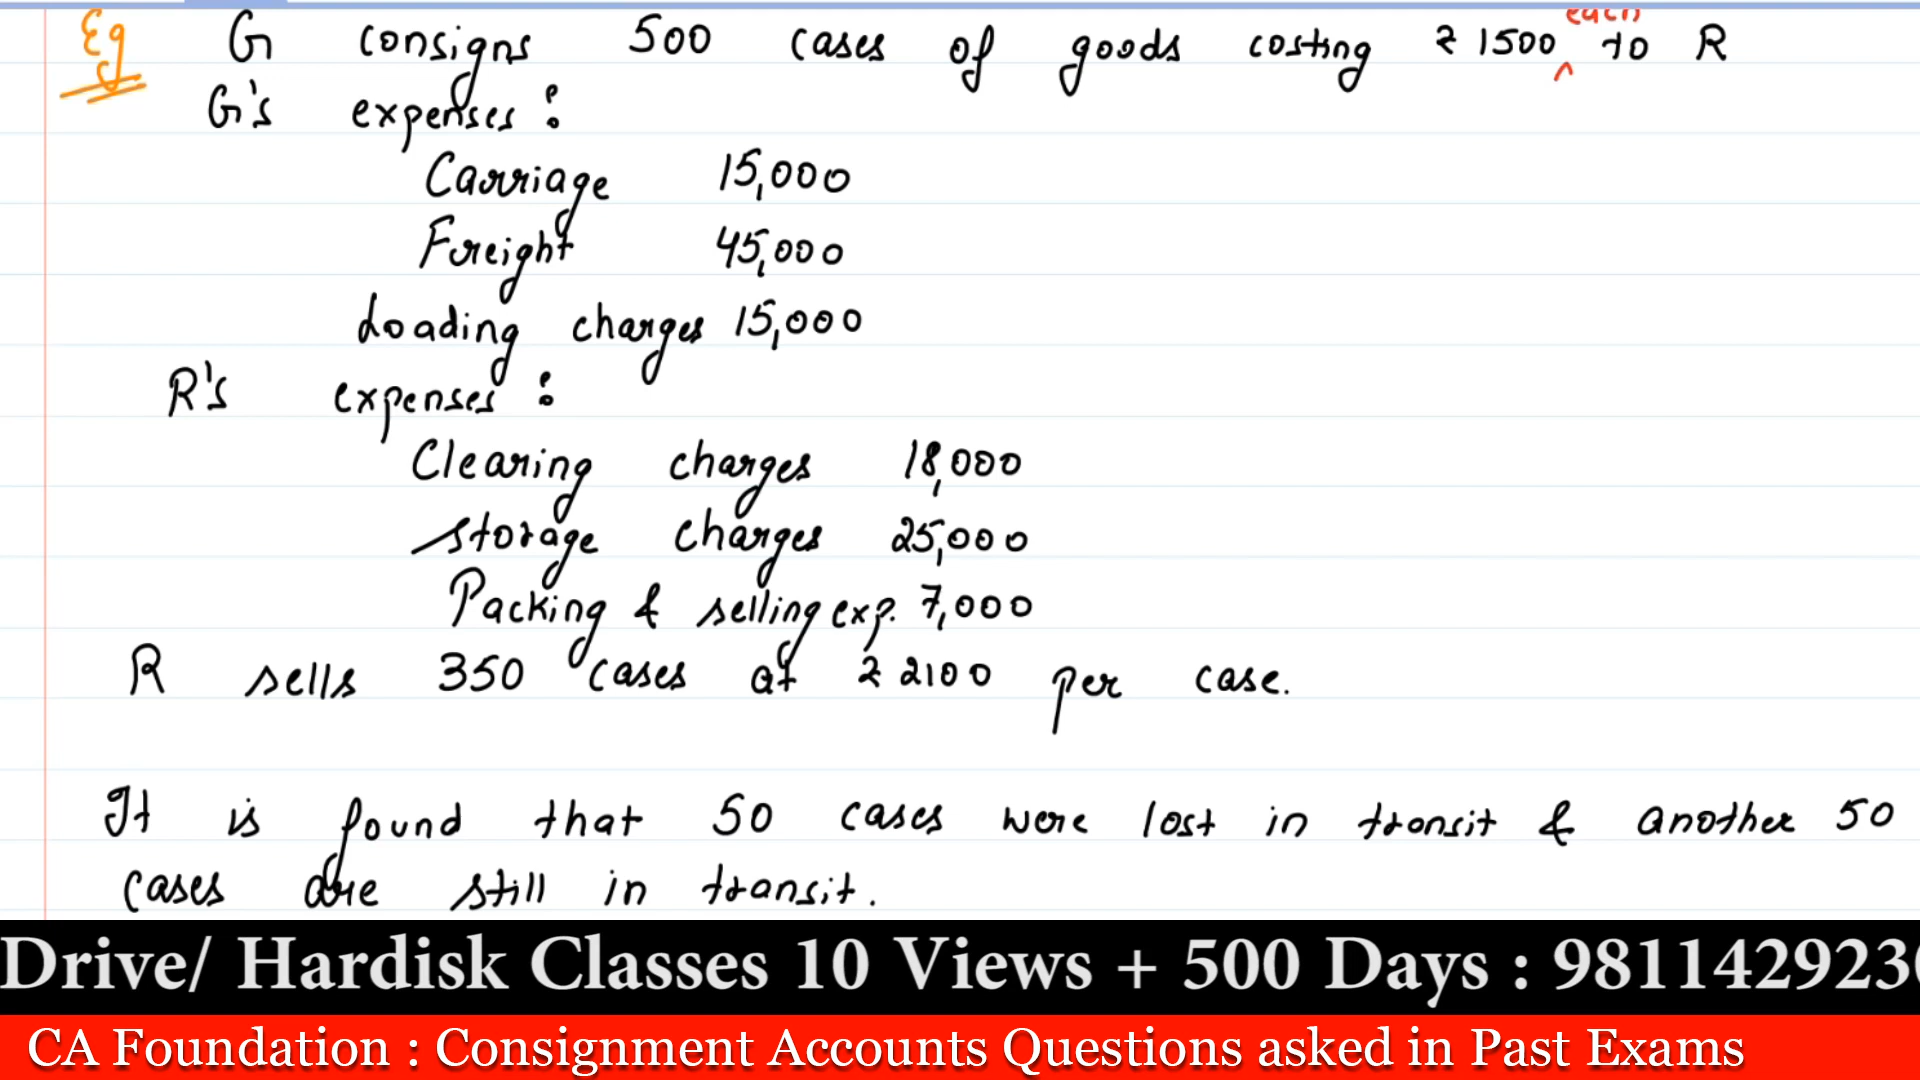 Eg G consigns 500 cases of goods costing ₹ 1500 each to R
G's expenses :
Carriage 15,000
Freight 45,000
Loading charges 15,000
R's expenses :
Clearing charges 18,000
Storage charges 25,000
Packing & selling exp. 7,000
R sells 350 cases at ₹ 2100 per case.
It is found that 50 cases were lost in transit & another 50
cases are still in transit.
Drive/ Hardisk Classes 10 Views + 500 Days : 981142923
CA Foundation : Consignment Accounts Questions asked in Past Exams